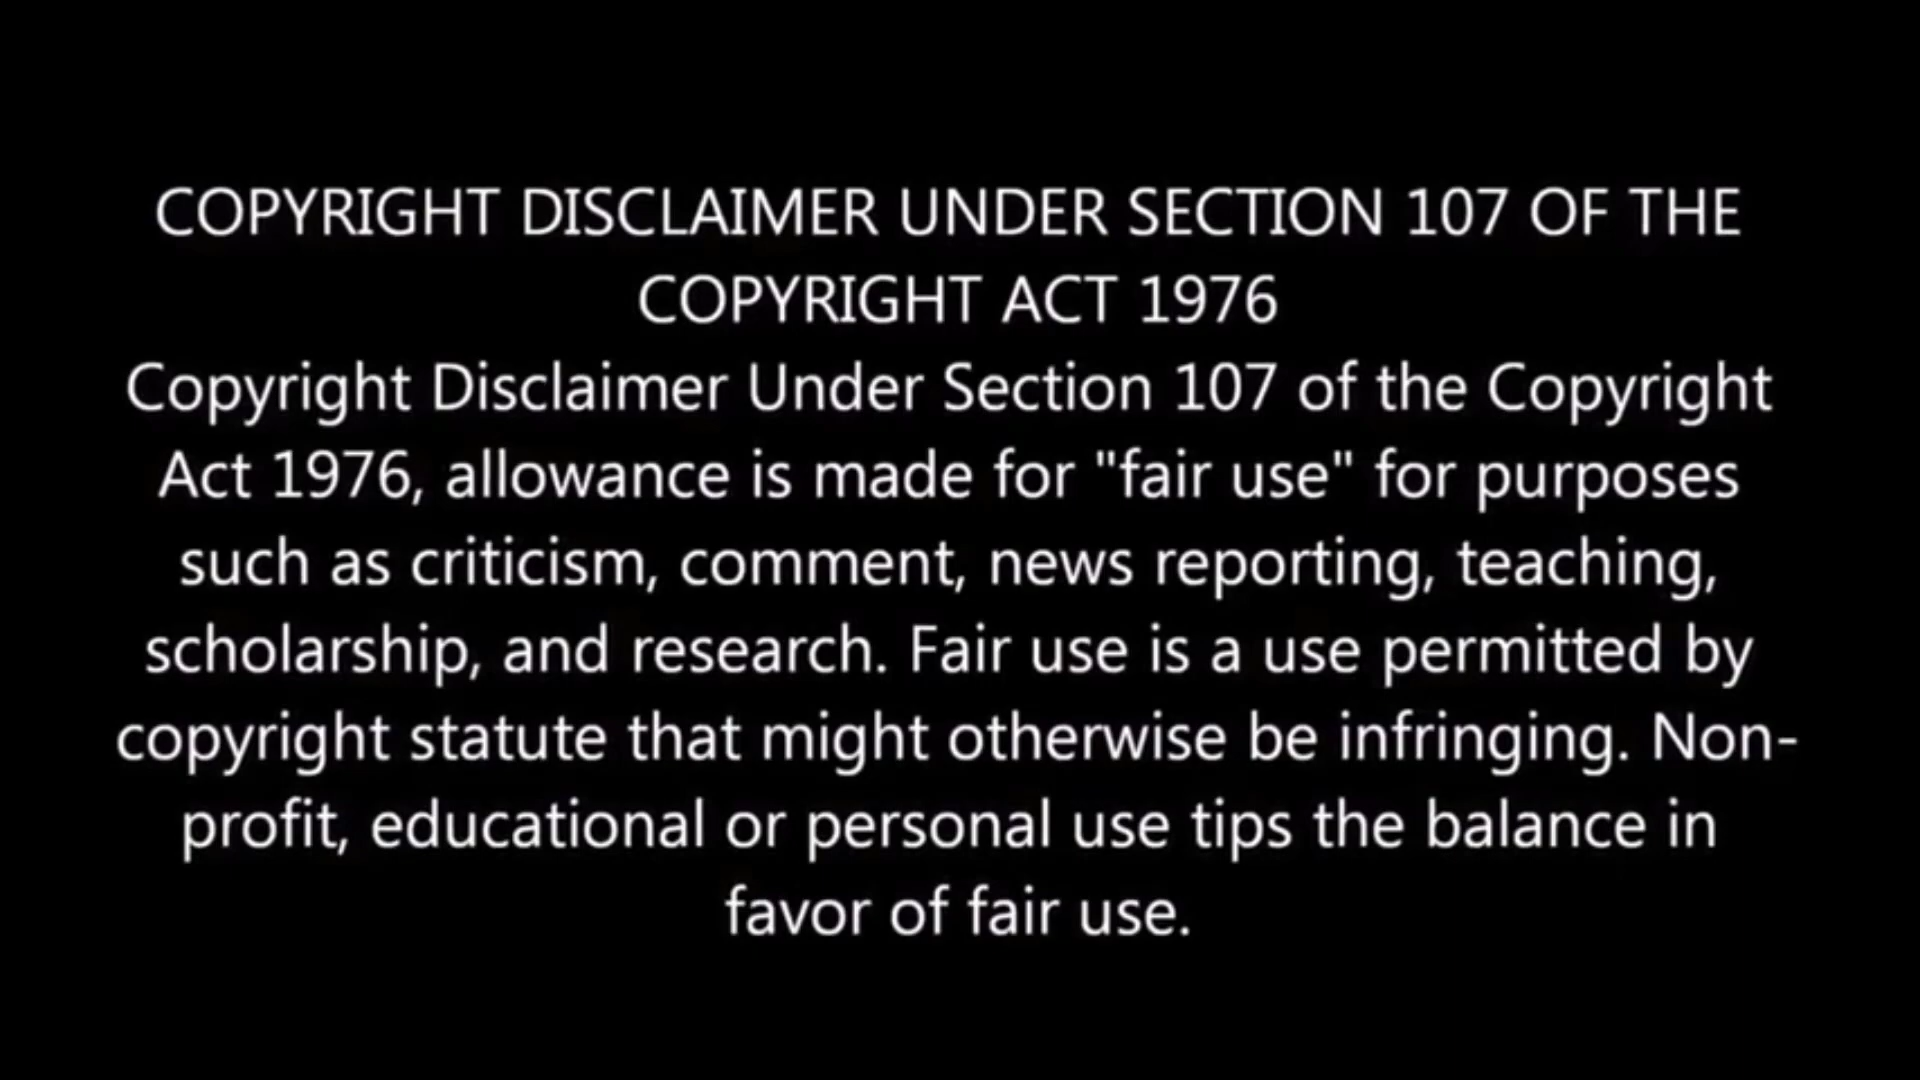 COPYRIGHT DISCLAIMER UNDER SECTION 107 OF THE
COPYRIGHT ACT 1976
Copyright Disclaimer Under Section 107 of the Copyright
Act 1976, allowance is made for "fair use" for purposes
such as criticism, comment, news reporting, teaching,
scholarship, and research. Fair use is a use permitted by
copyright statute that might otherwise be infringing. Non-
profit, educational or personal use tips the balance in
favor of fair use.